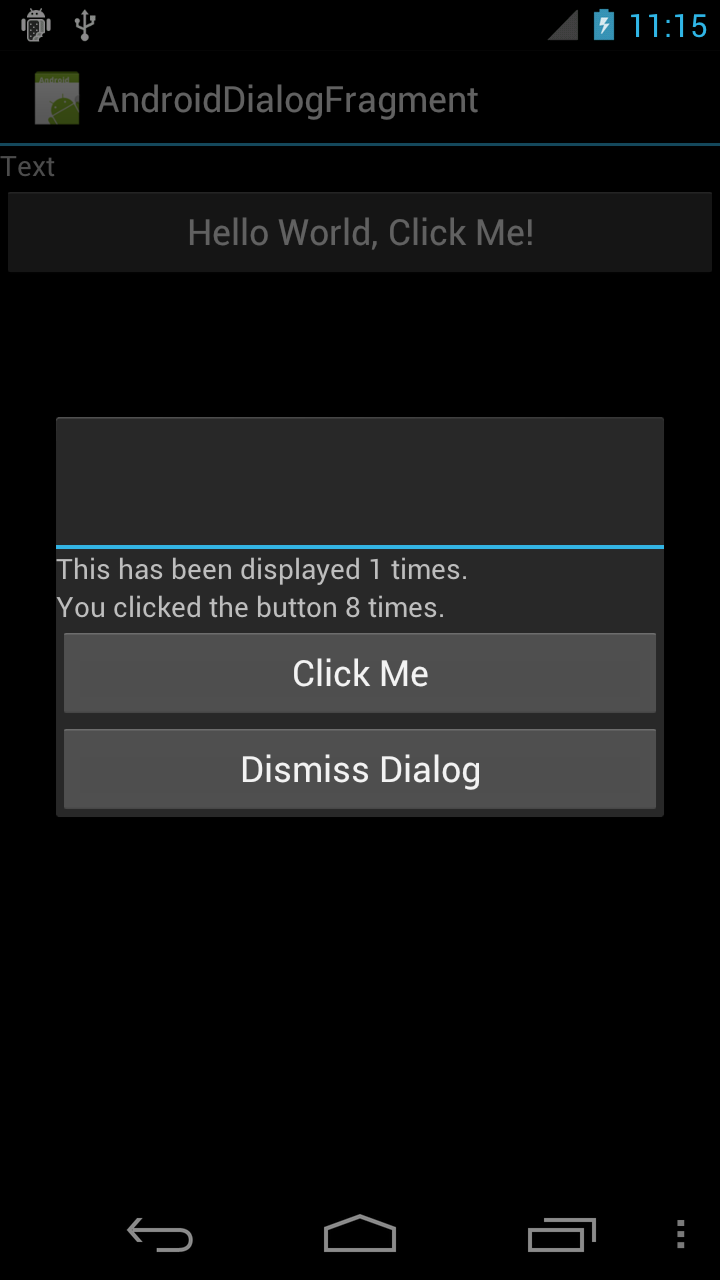 11:15
Android
AndroidDialogFragment
Text
Hello World, Click Me!
This has been displayed 1 times.
You clicked the button 8 times.
Click Me
Dismiss Dialog